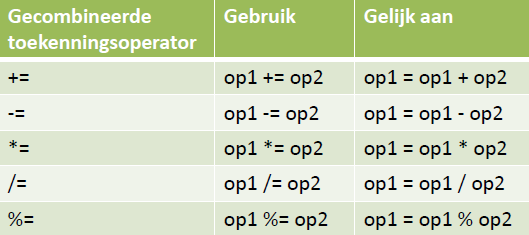 Gecombineerde toekenningsoperator Gebruik Gelijk aan
+= op1 += op2 op1 = op1 + op2
-= op1 -= op2 op1 = op1 - op2
*= op1 *= op2 op1 = op1 * op2
/= op1 /= op2 op1 = op1 / op2
%= op1 %= op2 op1 = op1 % op2